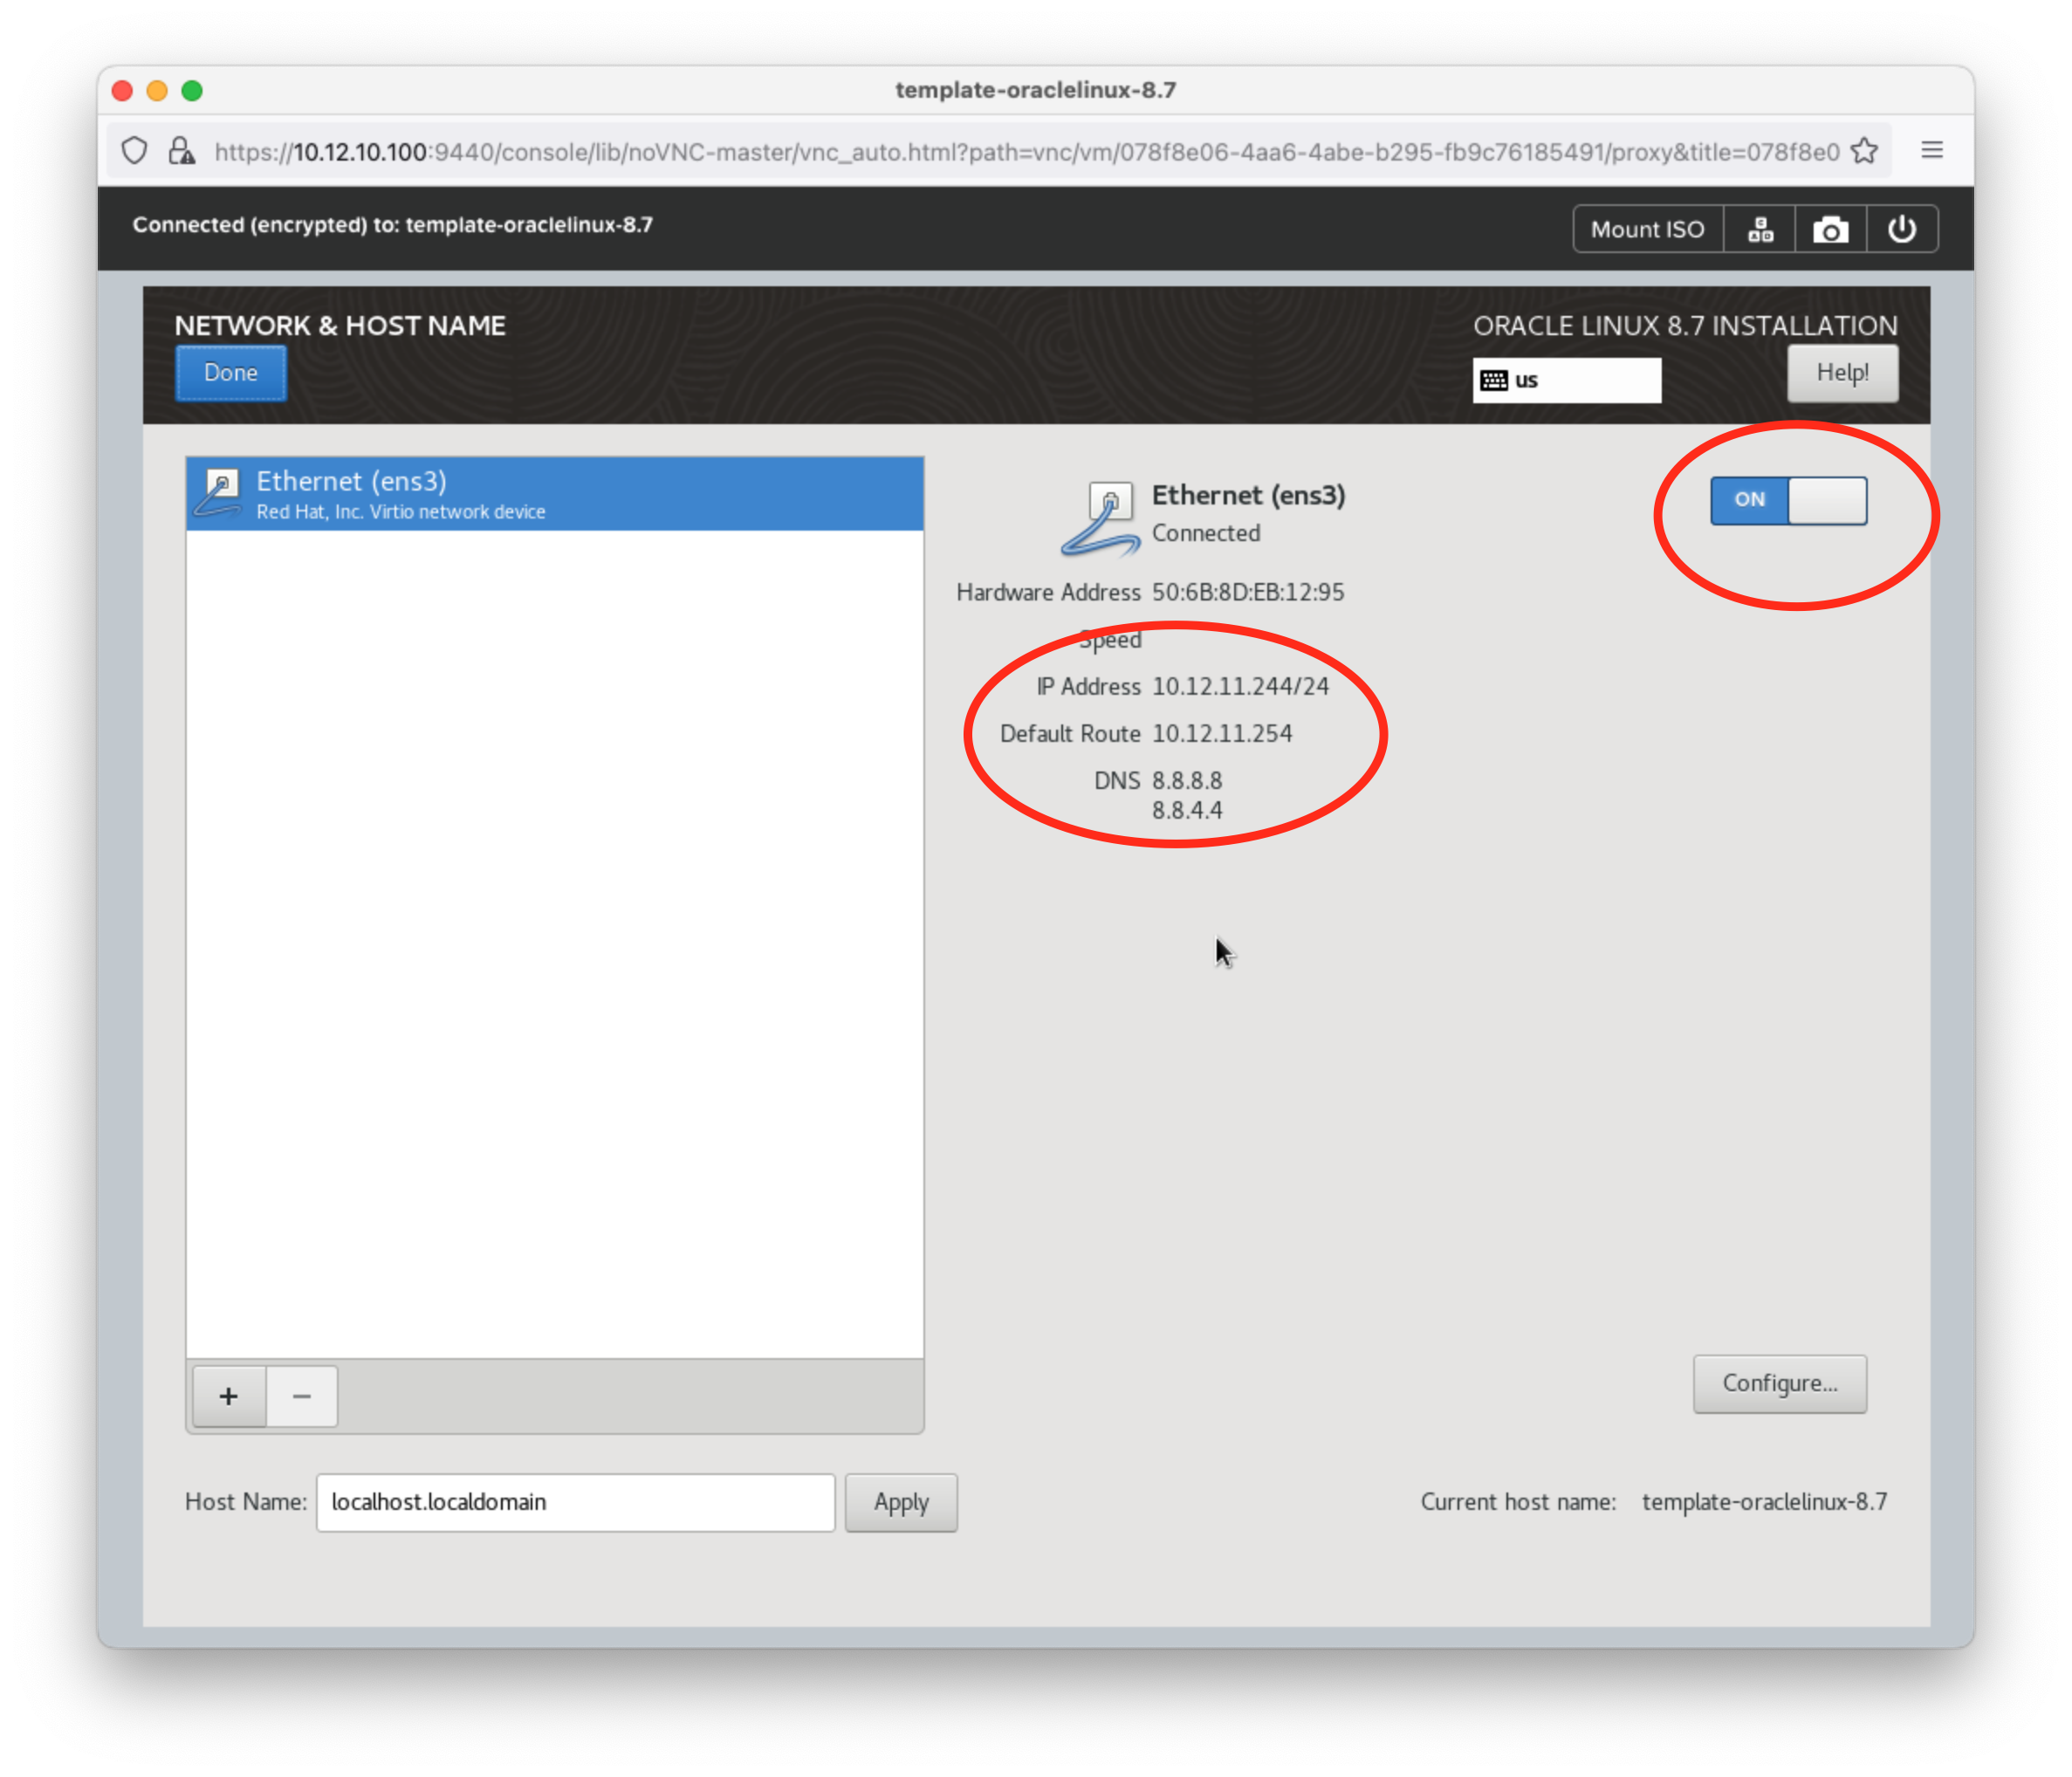 template-oraclelinux-8.7
https://10.12.10.100:9440/console/lib/noVNC-master/vnc_auto.html?path=vnc/vm/078f8e06-4aa6-4abe-b295-fb9c76185491/proxy&title=078f8e0
Connected (encrypted) to: template-oraclelinux-8.7
Mount ISO
NETWORK & HOST NAME
ORACLE LINUX 8.7 INSTALLATION
Done
us
Help!
Ethernet (ens3)
Red Hat, Inc. Virtio network device
Ethernet (ens3)
Connected
ON
Hardware Address 50:6B:8D:EB:12:95
Speed
IP Address 10.12.11.244/24
Default Route 10.12.11.254
DNS 8.8.8.8
8.8.4.4
+ −
Configure...
Host Name: localhost.localdomain Apply
Current host name: template-oraclelinux-8.7